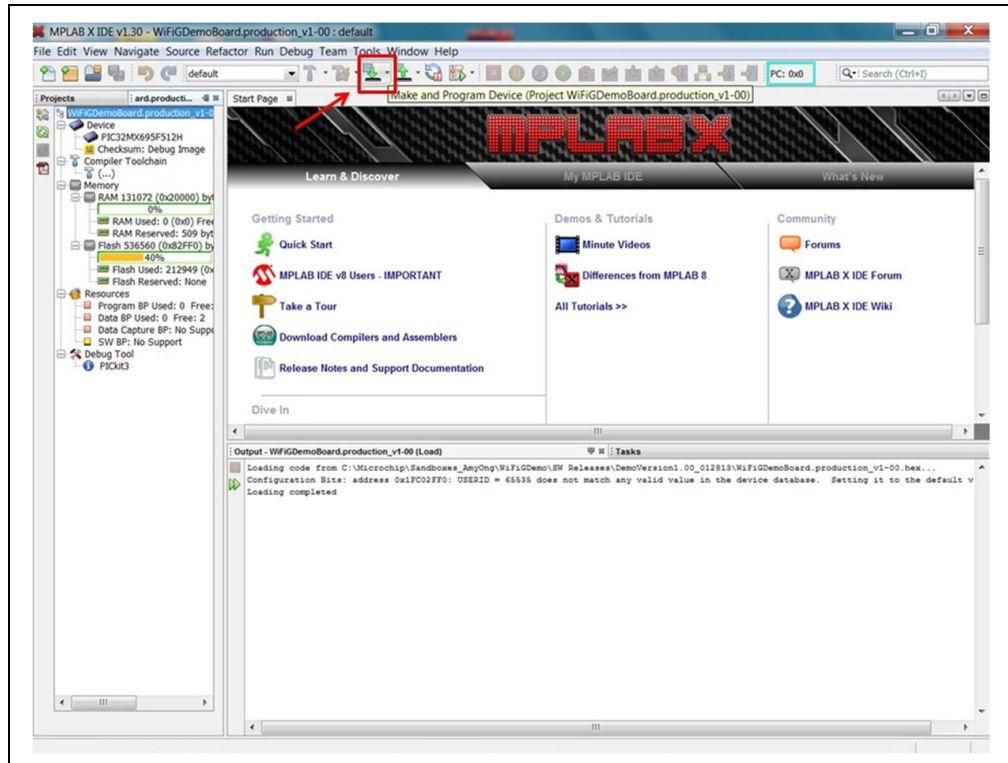 MPLAB X IDE v1.30 - WiFiGDemoBoard.production_v1-00 : default
File Edit View Navigate Source Refactor Run Debug Team Tools Window Help
default
PC: 0x0
Search (Ctrl+I)
Make and Program Device (Project WiFiGDemoBoard.production_v1-00)
Projects
ard.producti...
Start Page
WiFiGDemoBoard.production_v1-0
Device
PIC32MX695F512H
Checksum: Debug Image
Compiler Toolchain
(...)
Memory
RAM 131072 (0x20000) byt
0%
RAM Used: 0 (0x0) Free
RAM Reserved: 509 byt
Flash 536560 (0x82FF0) by
40%
Flash Used: 212949 (0x
Flash Reserved: None
Resources
Program BP Used: 0 Free:
Data BP Used: 0 Free: 2
Data Capture BP: No Suppo
SW BP: No Support
Debug Tool
PICkit3
MPLABX
Learn & Discover
My MPLAB IDE
What's New
Getting Started
Quick Start
MPLAB IDE v8 Users - IMPORTANT
Take a Tour
Download Compilers and Assemblers
Release Notes and Support Documentation
Dive In
Demos & Tutorials
Minute Videos
Differences from MPLAB 8
All Tutorials >>
Community
Forums
MPLAB X IDE Forum
MPLAB X IDE Wiki
Output - WiFiGDemoBoard.production_v1-00 (Load)
Tasks
Loading code from C:\Microchip\Sandboxes_AmyOng\WiFiGDemo\SW Releases\DemoVersion1.00_012813\WiFiGDemoBoard.production_v1-00.hex...
Configuration Bits: address 0x1FC02FF0: USERID = 65535 does not match any valid value in the device database. Setting it to the default v
Loading completed